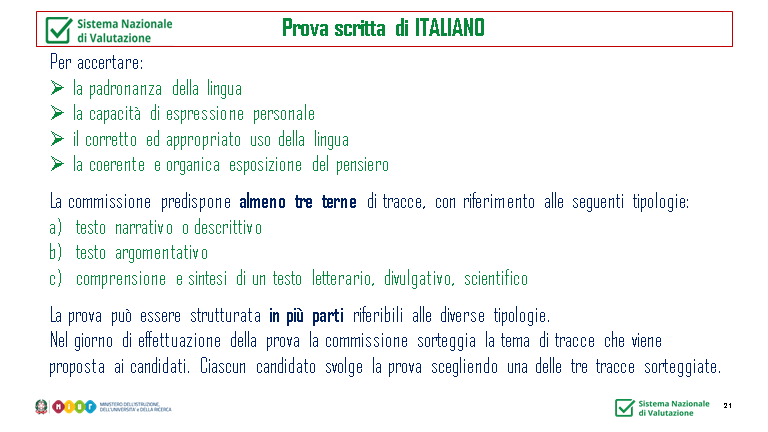 Sistema Nazionale
di Valutazione
Prova scritta di ITALIANO
Per accertare:
la padronanza della lingua
la capacità di espressione personale
il corretto ed appropriato uso della lingua
la coerente e organica esposizione del pensiero
La commissione predispone almeno tre terne di tracce, con riferimento alle seguenti tipologie:
a) testo narrativo o descrittivo
b) testo argomentativo
c) comprensione e sintesi di un testo letterario, divulgativo, scientifico
La prova può essere strutturata in più parti riferibili alle diverse tipologie.
Nel giorno di effettuazione della prova la commissione sorteggia la tema di tracce che viene
proposta ai candidati. Ciascun candidato svolge la prova scegliendo una delle tre tracce sorteggiate.
MIUR
MINISTERO DELL'ISTRUZIONE,
DELL'UNIVERSITA' e DELLA RICERCA
Sistema Nazionale
di Valutazione
21